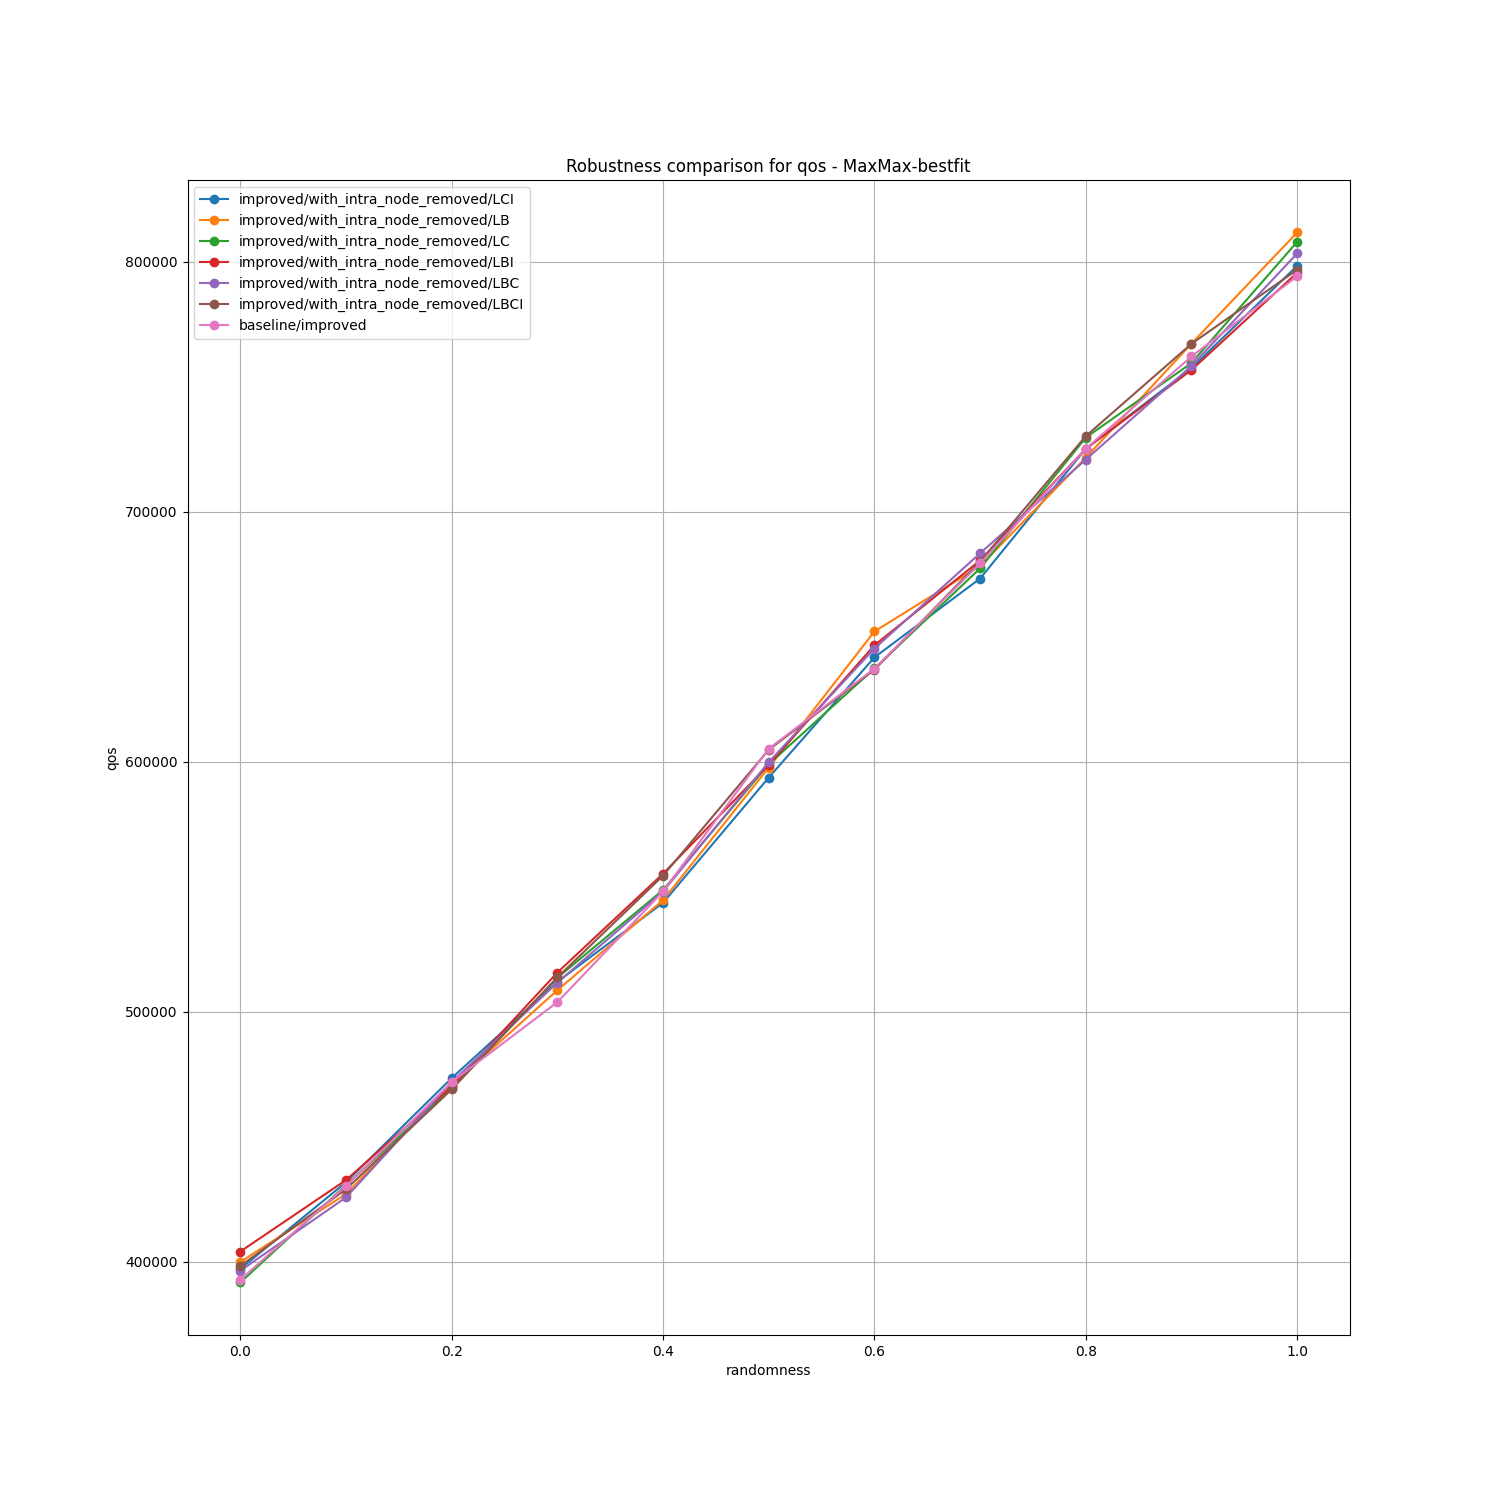 Robustness comparison for qos - MaxMax-bestfit
improved/with_intra_node_removed/LCI
improved/with_intra_node_removed/LB
improved/with_intra_node_removed/LC
improved/with_intra_node_removed/LBI
improved/with_intra_node_removed/LBC
improved/with_intra_node_removed/LBCI
baseline/improved
800000
700000
600000
500000
400000
qos
0.0 0.2 0.4 0.6 0.8 1.0
randomness